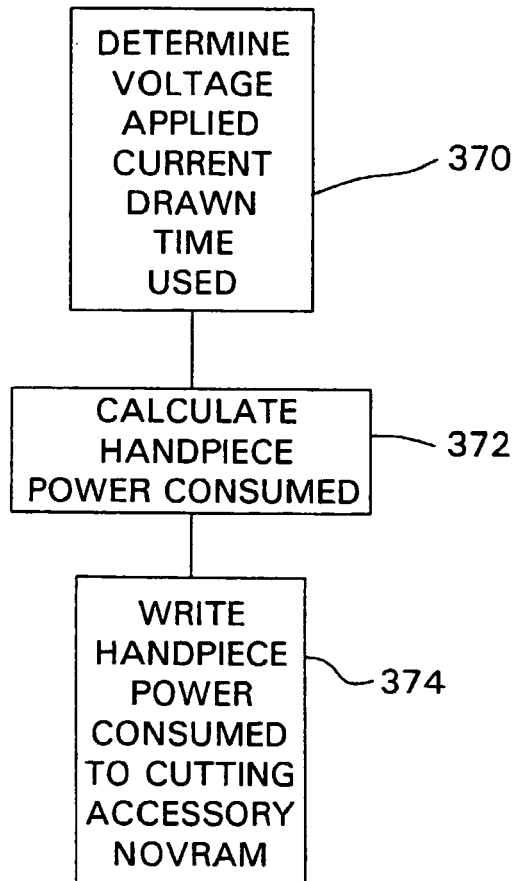 DETERMINE
VOLTAGE
APPLIED
CURRENT
DRAWN
TIME
USED
370
CALCULATE
HANDPIECE
POWER CONSUMED
372
WRITE
HANDPIECE
POWER
CONSUMED
TO CUTTING
ACCESSORY
NOVRAM
374